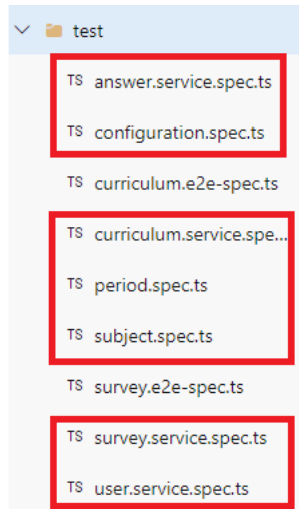 test
TS answer.service.spec.ts
TS configuration.spec.ts
TS curriculum.e2e-spec.ts
TS curriculum.service.spe...
TS period.spec.ts
TS subject.spec.ts
TS survey.e2e-spec.ts
TS survey.service.spec.ts
TS user.service.spec.ts